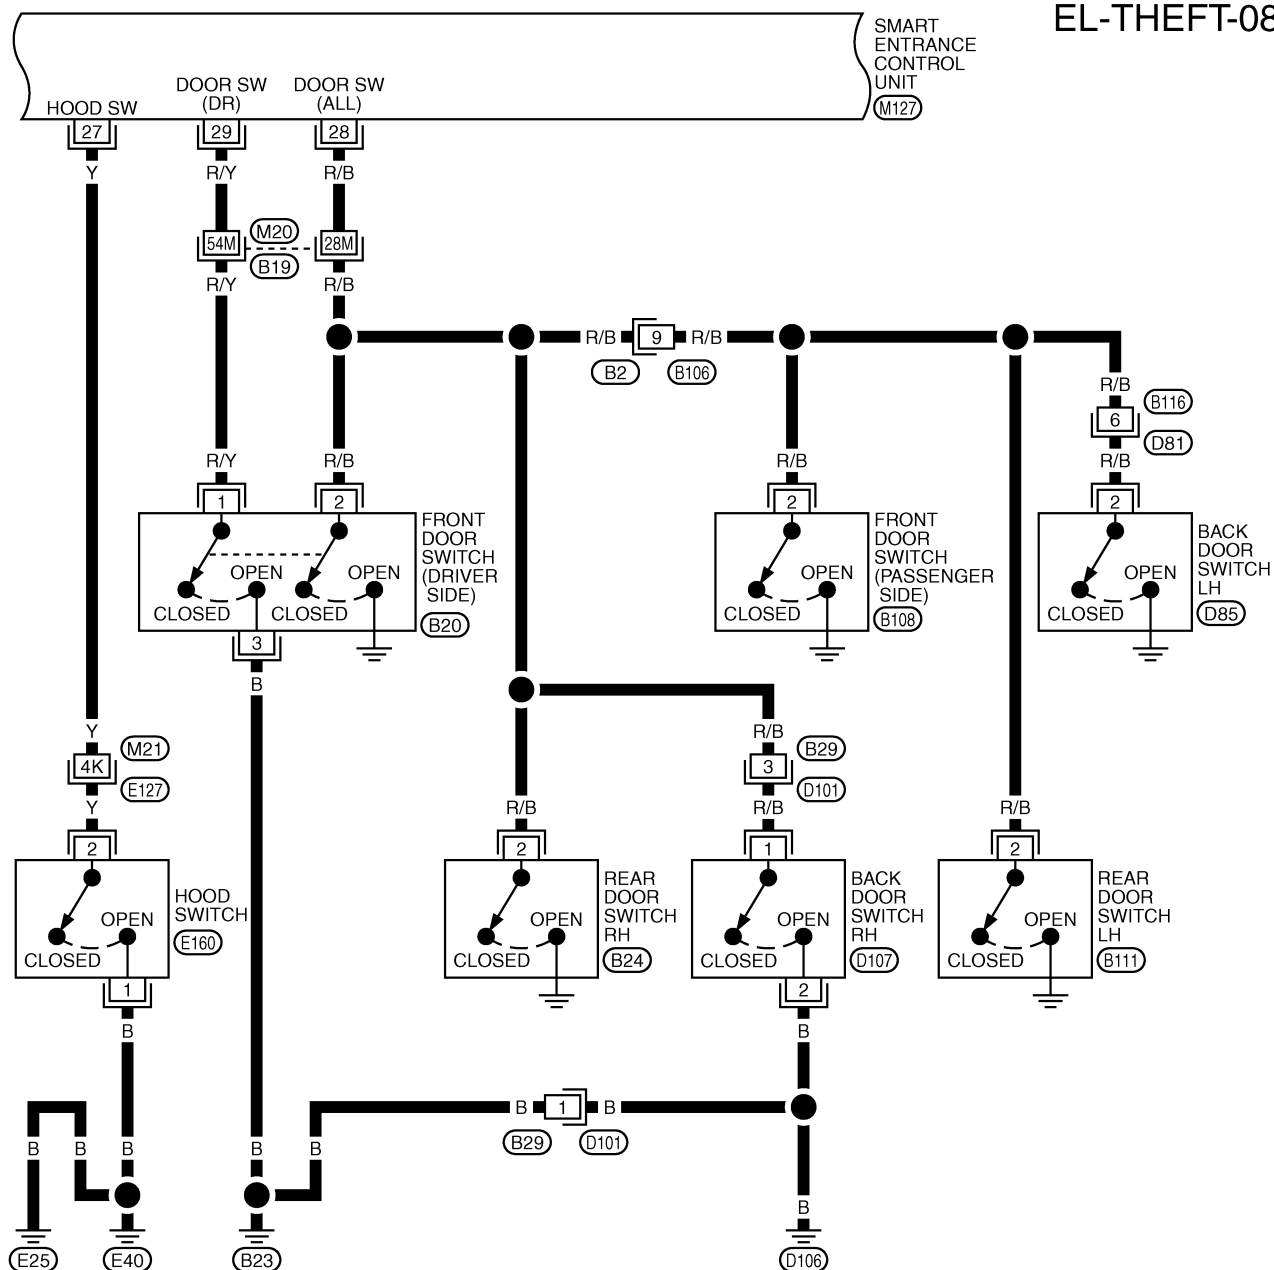 EL-THEFT-08
SMART
ENTRANCE
CONTROL
UNIT
M127
HOOD SW
DOOR SW
(DR)
DOOR SW
(ALL)
27
29
28
Y
R/Y
R/B
54M
M20
B19
28M
R/Y
R/B
R/B
9
R/B
B2
B106
R/B
6
B116
D81
R/Y
R/B
R/B
R/B
1
2
2
2
OPEN
CLOSED
OPEN
CLOSED
FRONT
DOOR
SWITCH
(DRIVER
SIDE)
B20
OPEN
CLOSED
FRONT
DOOR
SWITCH
(PASSENGER
SIDE)
B108
OPEN
CLOSED
BACK
DOOR
SWITCH
LH
D85
3
B
Y
4K
M21
E127
Y
R/B
3
B29
D101
R/B
R/B
R/B
2
2
1
2
OPEN
CLOSED
HOOD
SWITCH
E160
OPEN
CLOSED
REAR
DOOR
SWITCH
RH
B24
OPEN
CLOSED
BACK
DOOR
SWITCH
RH
D107
OPEN
CLOSED
REAR
DOOR
SWITCH
LH
B111
1
2
B
B
B
1
B
B29
D101
B
B
B
B
B
B
E25
E40
B23
D106